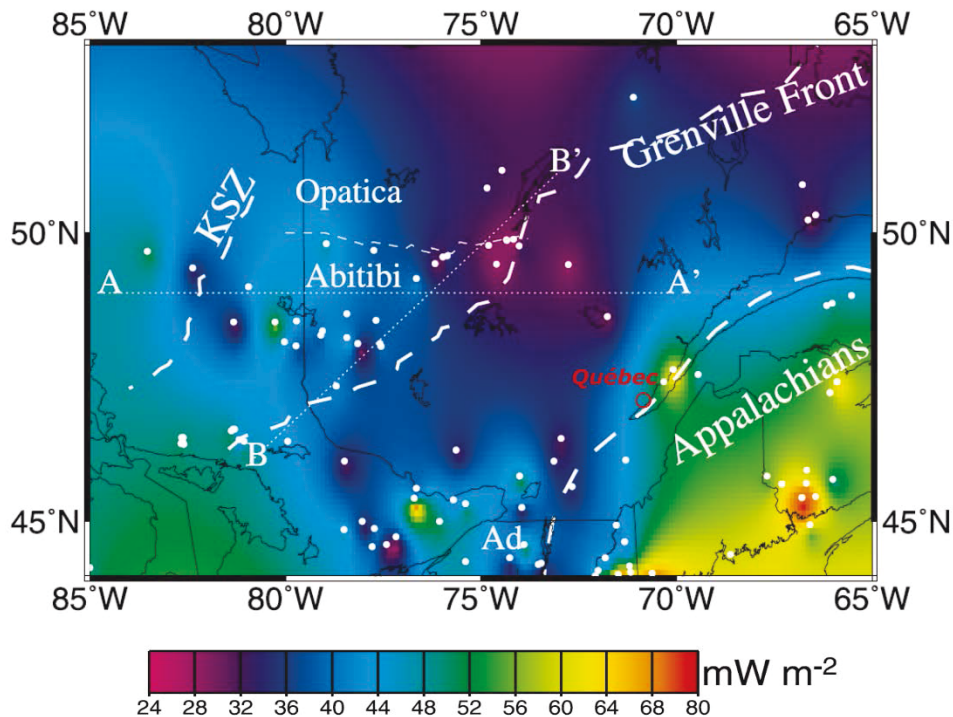 85˚W 80˚W 75˚W 70˚W 65˚W
Grenville Front
B’
KSZ
Opatica
50˚N 50˚N
Abitibi
A A’
Québec
Appalachians
B
Ad
45˚N 45˚N
85˚W 80˚W 75˚W 70˚W 65˚W
mW m-2
24 28 32 36 40 44 48 52 56 60 64 68 76 80